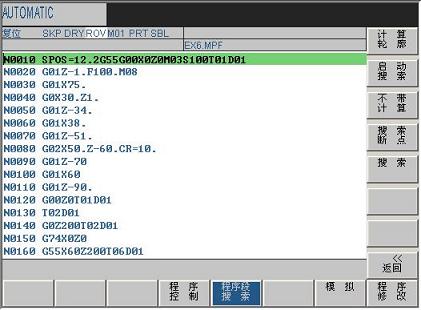 AUTOMATIC
复位 SKP DRY ROV M01 PRT SBL
EX6.MPF
N0010 SPOS=12.2G55G00X0Z0M03S100T01D01
N0020 G01Z-1.F100.M08
N0030 G01X75.
N0040 G0X30.Z1.
N0050 G01Z-34.
N0060 G01X38.
N0070 G01Z-51.
N0080 G02X50.Z-60.CR=10.
N0090 G01Z-70
N0100 G01X60
N0110 G01Z-90.
N0120 G00Z0T01D01
N0130 T02D01
N0140 G0Z200T02D01
N0150 G74X0Z0
N0160 G55X60Z200T06D01
计 算
轮 廓
启 动
搜 索
不 带
计 算
搜 索
断 点
搜 索
<<
返回
程 序
控 制
程序段
搜 索
模 拟
程 序
修 改